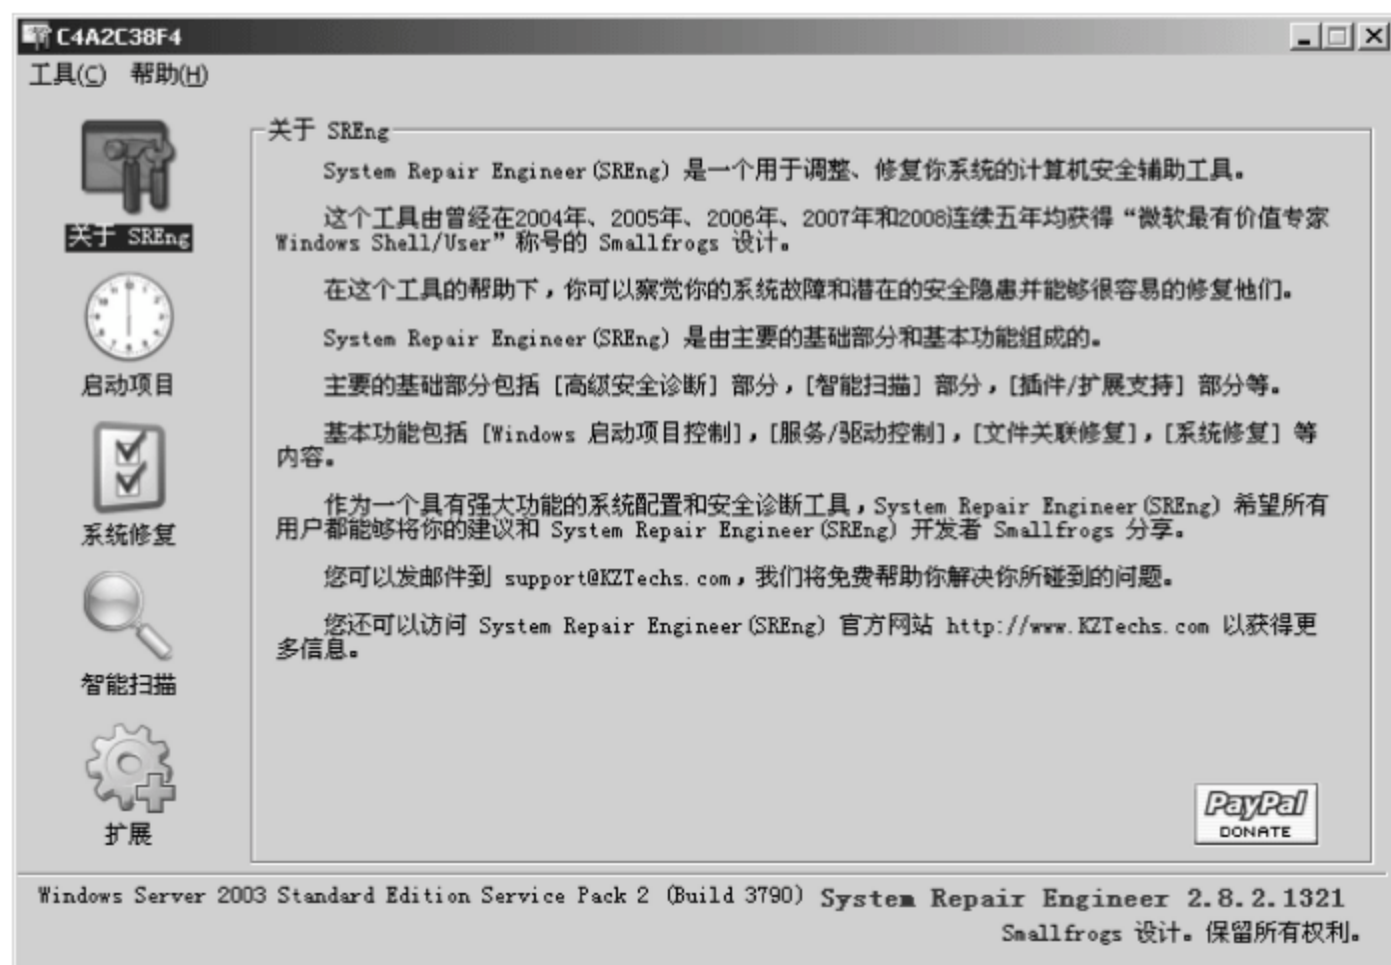 C4A2C38F4
工具(C) 帮助(H)
关于 SREng
启动项目
系统修复
智能扫描
扩展
关于 SREng
System Repair Engineer(SREng) 是一个用于调整、修复你系统的计算机安全辅助工具。
这个工具由曾经在2004年、2005年、2006年、2007年和2008连续五年均获得“微软最有价值专家
Windows Shell/User”称号的 Smallfrogs 设计。
在这个工具的帮助下，你可以察觉你的系统故障和潜在的安全隐患并能够很容易的修复他们。
System Repair Engineer(SREng) 是由主要的基础部分和基本功能组成的。
主要的基础部分包括 [高级安全诊断] 部分，[智能扫描] 部分，[插件/扩展支持] 部分等。
基本功能包括 [Windows 启动项目控制]，[服务/驱动控制]，[文件关联修复]，[系统修复] 等
内容。
作为一个具有强大功能的系统配置和安全诊断工具，System Repair Engineer(SREng) 希望所有
用户都能够将你的建议和 System Repair Engineer(SREng) 开发者 Smallfrogs 分享。
您可以发邮件到 support@KZTechs.com，我们将免费帮助你解决你所碰到的问题。
您还可以访问 System Repair Engineer(SREng) 官方网站 http://www.KZTechs.com 以获得更
多信息。
PayPal
DONATE
Windows Server 2003 Standard Edition Service Pack 2 (Build 3790) System Repair Engineer 2.8.2.1321
Smallfrogs 设计。保留所有权利。